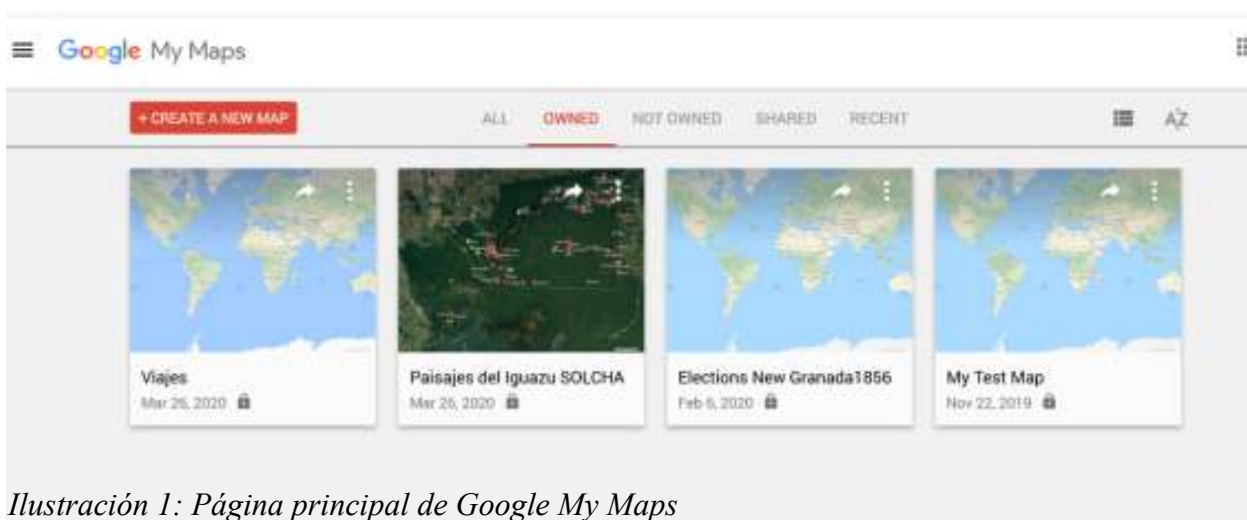 Google My Maps
+ CREATE A NEW MAP
ALL OWNED NOT OWNED SHARED RECENT
AZ
Viajes
Mar 26, 2020
Paisajes del Iguazu SOLCHA
Mar 26, 2020
Elections New Granada1856
Feb 6, 2020
My Test Map
Nov 22, 2019
Ilustración 1: Página principal de Google My Maps